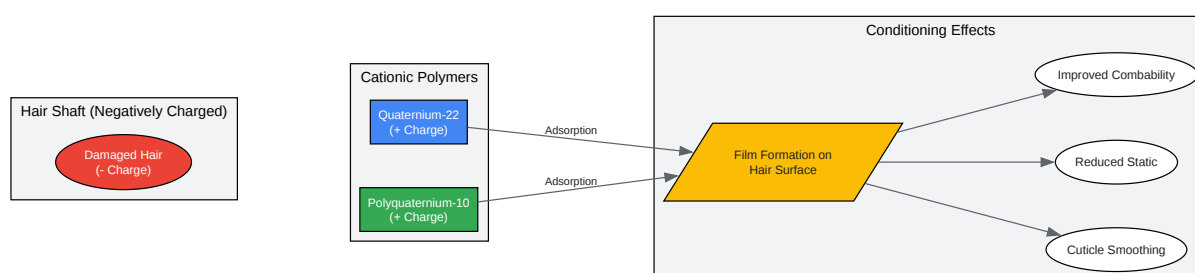 Hair Shaft (Negatively Charged)
Damaged Hair
(- Charge)
Cationic Polymers
Quaternium-22
(+ Charge)
Polyquaternium-10
(+ Charge)
Adsorption
Adsorption
Conditioning Effects
Film Formation on
Hair Surface
Improved Combability
Reduced Static
Cuticle Smoothing